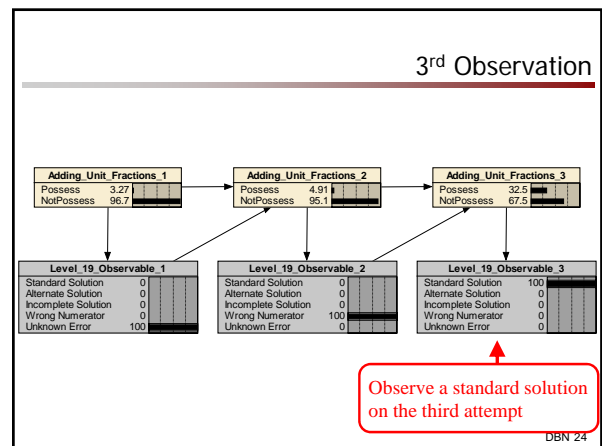 3rd Observation
Adding_Unit_Fractions_1
Possess 3.27
NotPossess 96.7
Adding_Unit_Fractions_2
Possess 4.91
NotPossess 95.1
Adding_Unit_Fractions_3
Possess 32.5
NotPossess 67.5
Level_19_Observable_1
Standard Solution 0
Alternate Solution 0
Incomplete Solution 0
Wrong Numerator 0
Unknown Error 100
Level_19_Observable_2
Standard Solution 0
Alternate Solution 0
Incomplete Solution 0
Wrong Numerator 100
Unknown Error 0
Level_19_Observable_3
Standard Solution 100
Alternate Solution 0
Incomplete Solution 0
Wrong Numerator 0
Unknown Error 0
Observe a standard solution
on the third attempt
DBN 24